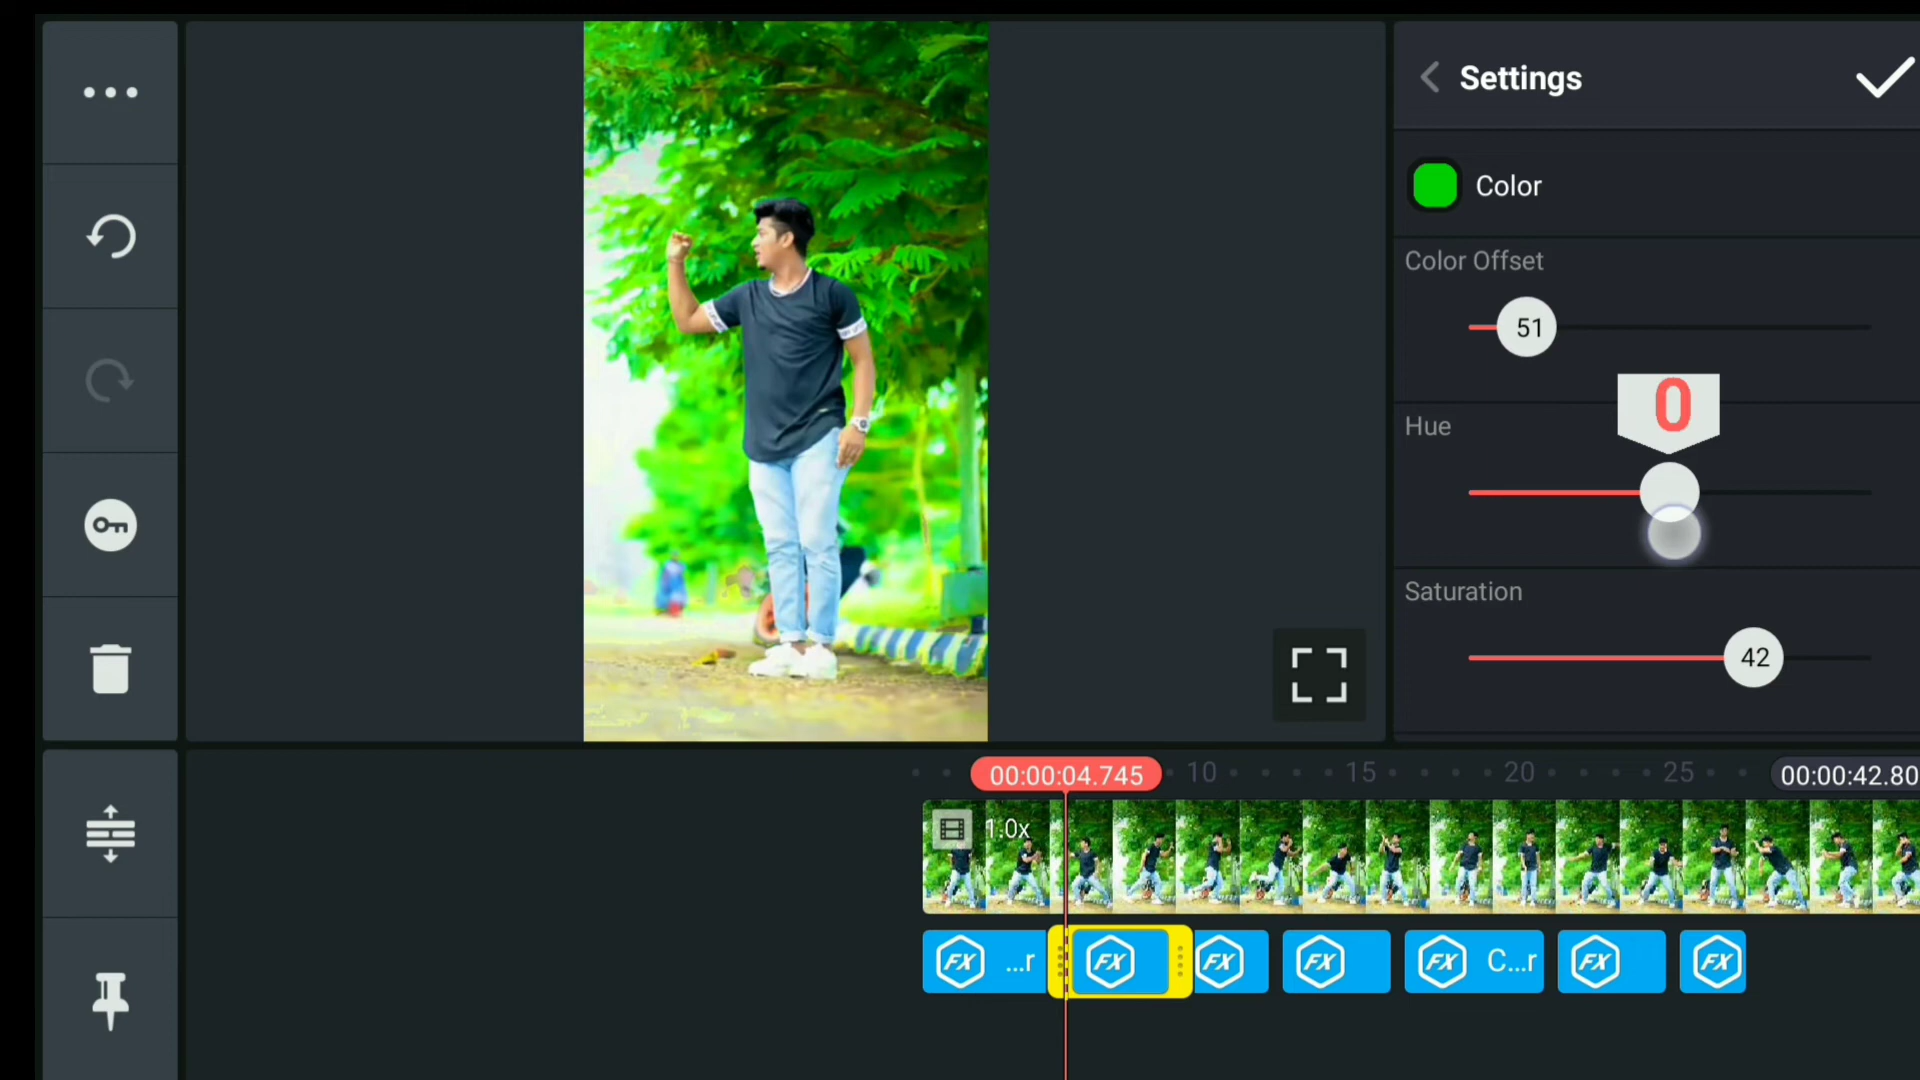 Settings
Color
Color Offset
51
0
Hue
Saturation
42
00:00:04.745 10 15 20 25 00:00:42.80
1.0x
FX ...r FX FX FX FX C...r FX FX